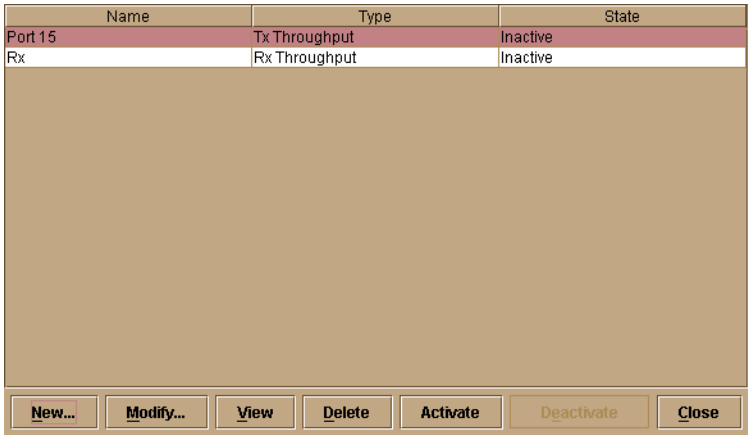 Name Type State
Port 15 Tx Throughput Inactive
Rx Rx Throughput Inactive
New... Modify... View Delete Activate Deactivate Close